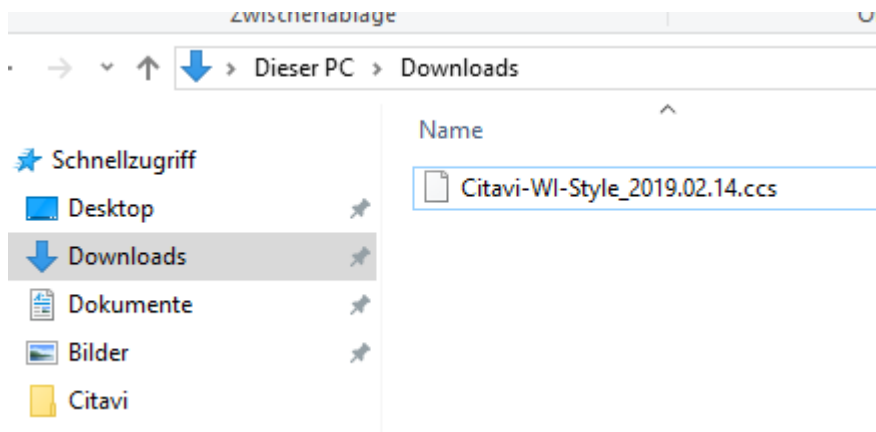 Zwischenablage
Dieser PC > Downloads
Name
Schnellzugriff
Citavi-WI-Style_2019.02.14.ccs
Desktop
Downloads
Dokumente
Bilder
Citavi